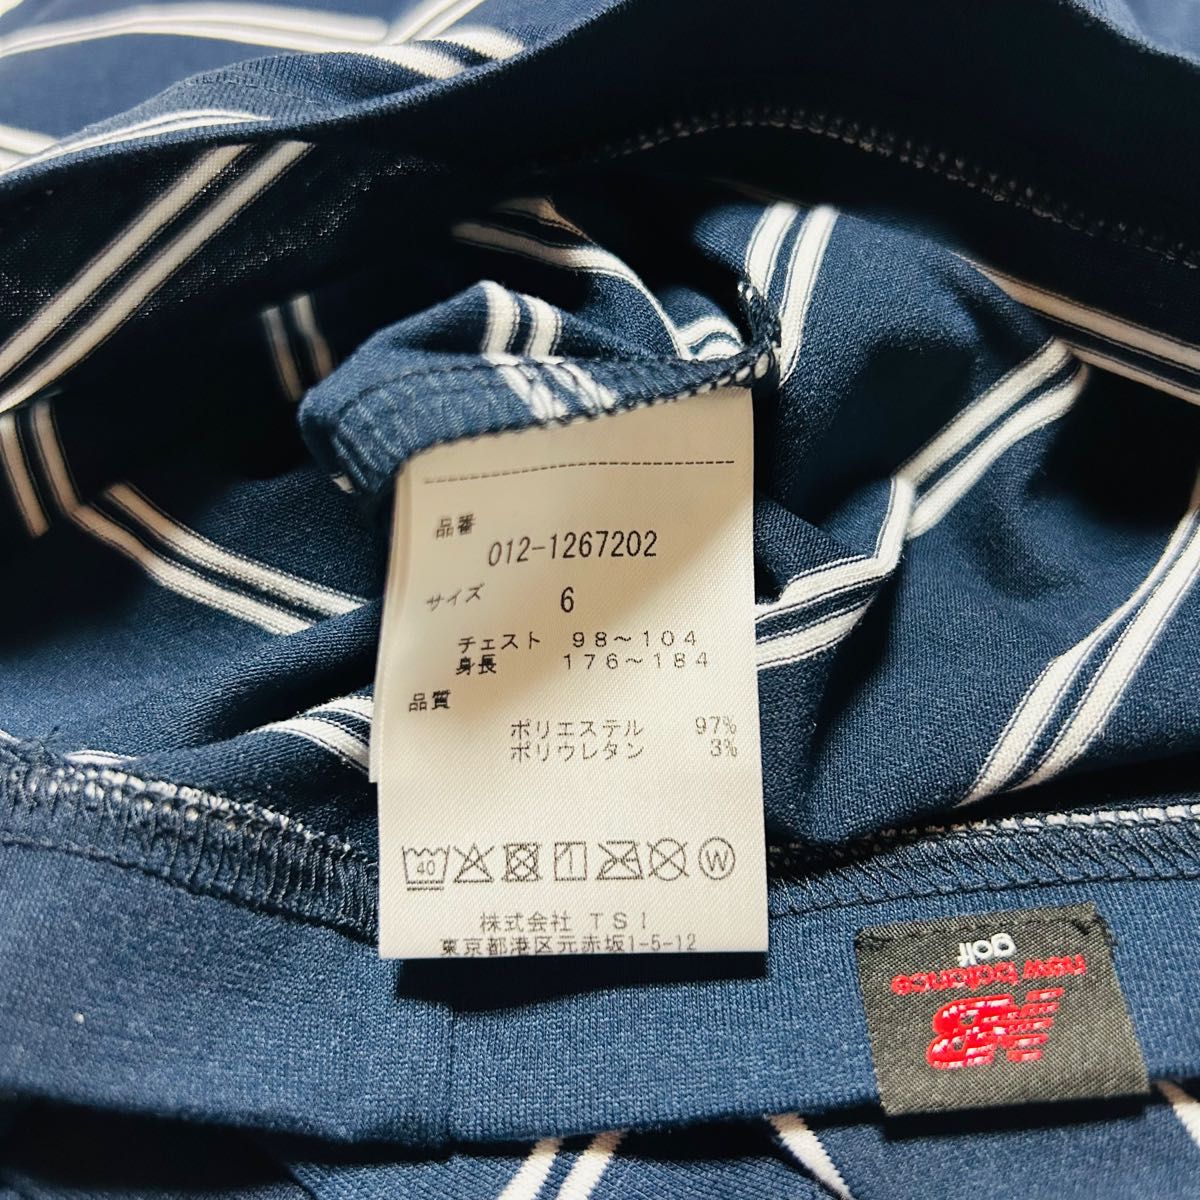 品番
012-1267202
サイズ 6
チェスト 98～104
身長 176～184
品質
ポリエステル 97%
ポリウレタン 3%
40
W
株式会社 TSI
東京都港区元赤坂1-5-12
NB
new balance
golf